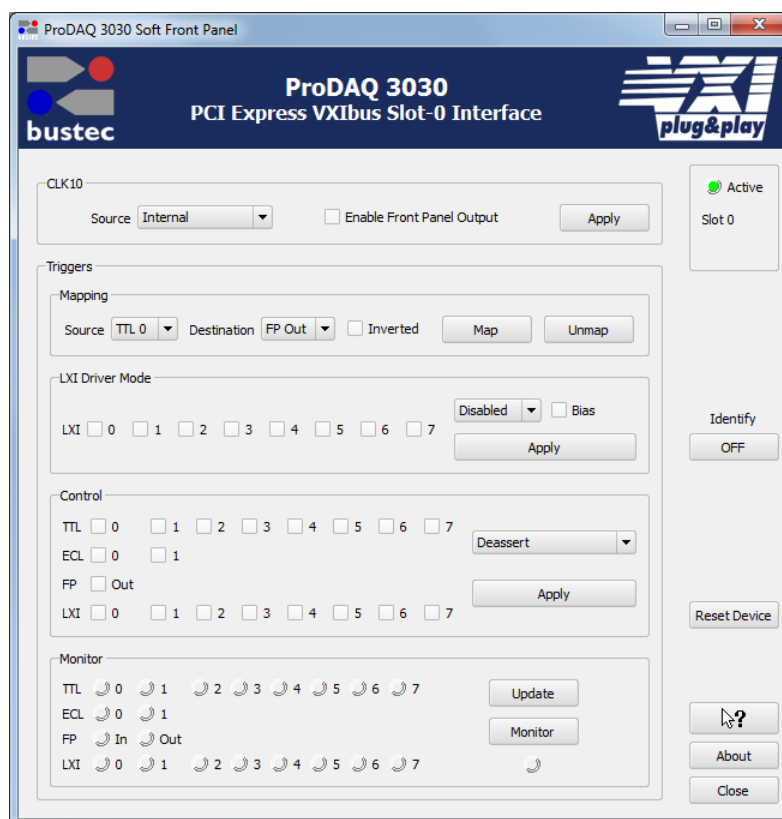 ProDAQ 3030 Soft Front Panel
bustec
ProDAQ 3030
PCI Express VXIbus Slot-0 Interface
VXI
plug&play
CLK10
Source Internal Enable Front Panel Output Apply
Active
Slot 0
Triggers
Mapping
Source TTL 0 Destination FP Out Inverted Map Unmap
LXI Driver Mode
Disabled Bias
LXI 0 1 2 3 4 5 6 7
Apply
Identify
OFF
Control
TTL 0 1 2 3 4 5 6 7
Deassert
ECL 0 1
FP Out
Apply
LXI 0 1 2 3 4 5 6 7
Reset Device
Monitor
TTL 0 1 2 3 4 5 6 7
Update
ECL 0 1
FP In Out
Monitor
LXI 0 1 2 3 4 5 6 7
?
About
Close